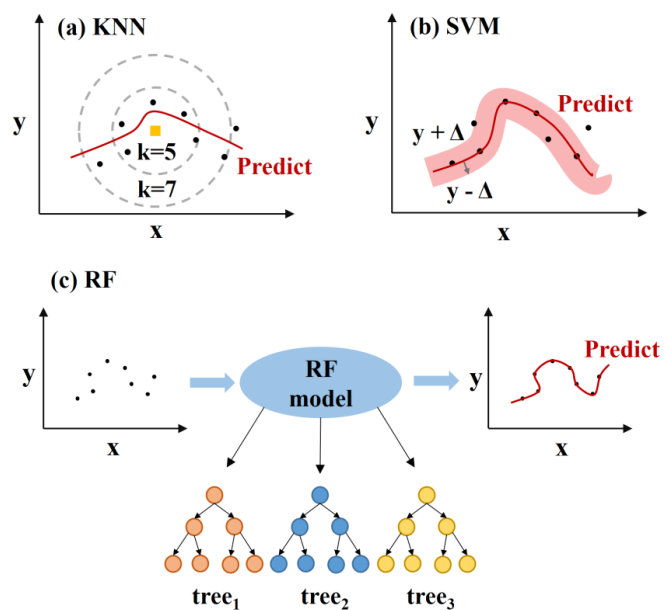 (a) KNN
y
k=5
k=7
Predict
x
(b) SVM
y
Predict
y + Δ
y - Δ
x
(c) RF
y
x
RF
model
y
Predict
x
tree₁
tree₂
tree₃